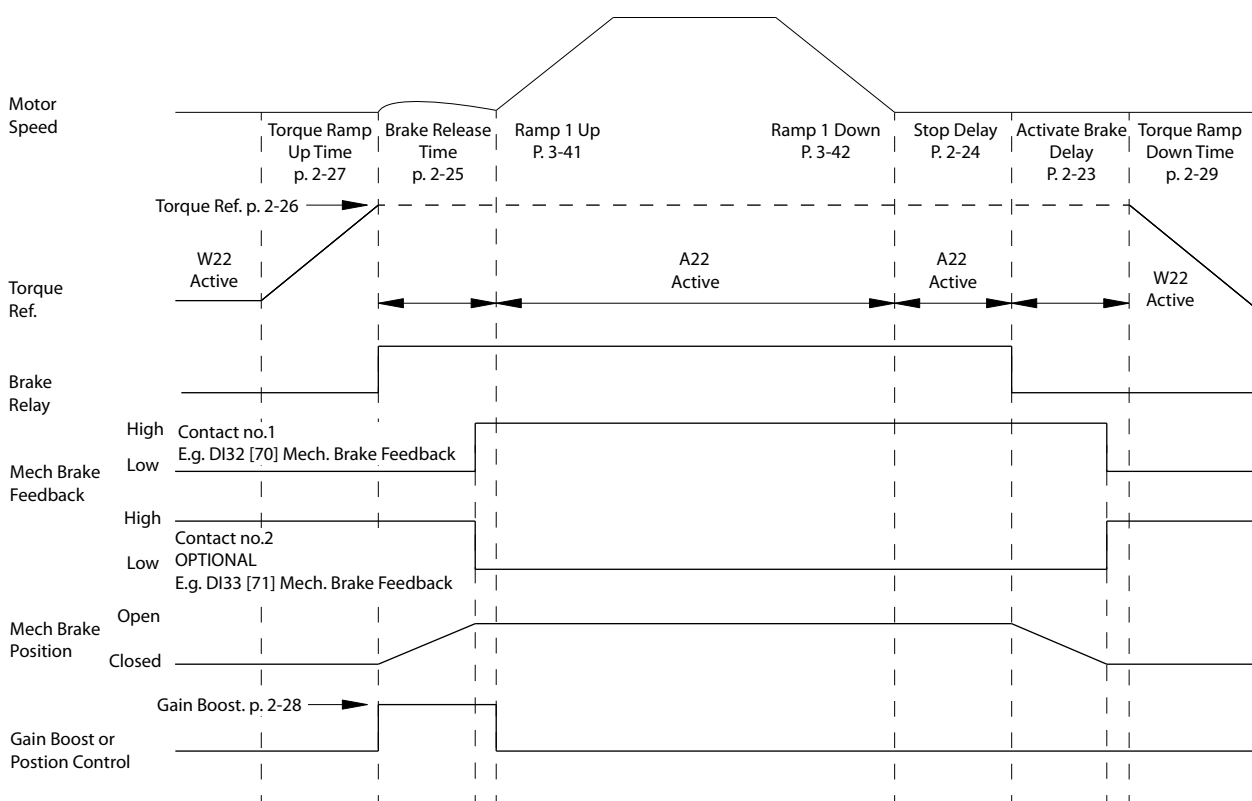 Motor
Speed
Torque Ramp
Up Time
p. 2-27
Brake Release
Time
p. 2-25
Ramp 1 Up
P. 3-41
Ramp 1 Down
P. 3-42
Stop Delay
P. 2-24
Activate Brake
Delay
P. 2-23
Torque Ramp
Down Time
p. 2-29
Torque Ref. p. 2-26
Torque
Ref.
W22
Active
A22
Active
A22
Active
W22
Active
Brake
Relay
Mech Brake
Feedback
High
Contact no.1
E.g. DI32 [70] Mech. Brake Feedback
Low
High
Contact no.2
Low
OPTIONAL
E.g. DI33 [71] Mech. Brake Feedback
Mech Brake
Position
Open
Closed
Gain Boost. p. 2-28
Gain Boost or
Postion Control